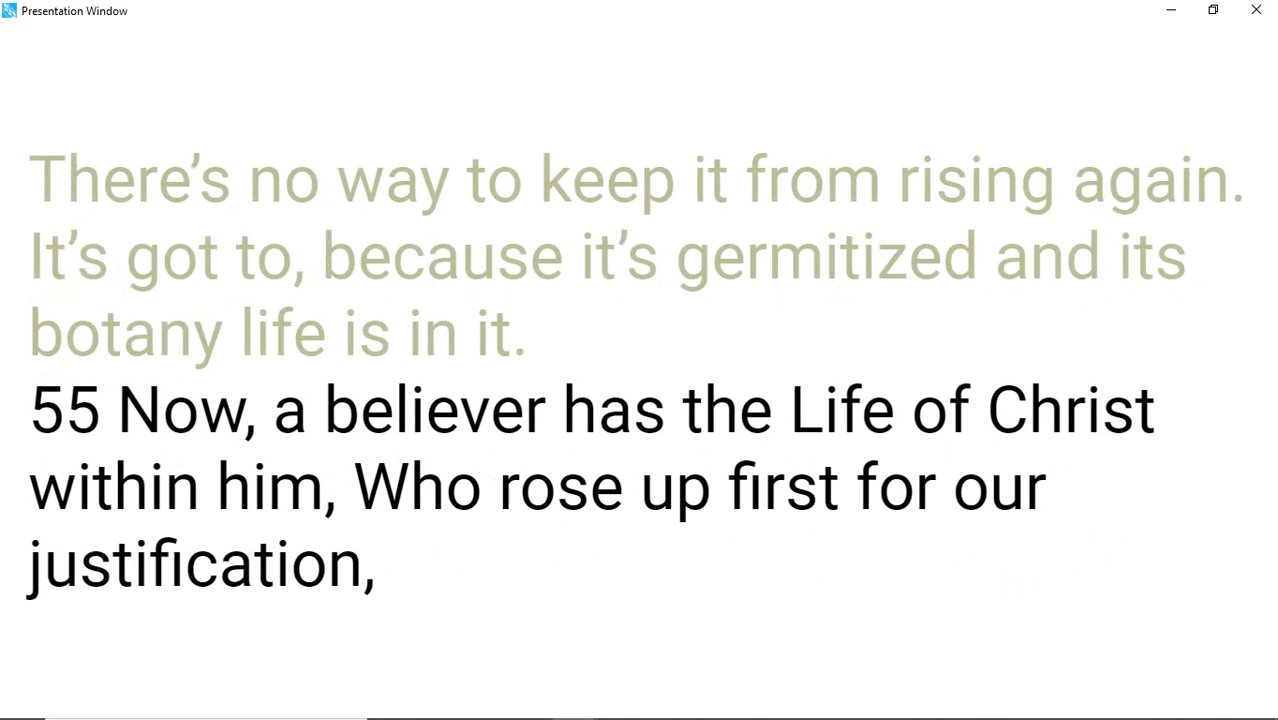 Presentation Window
There’s no way to keep it from rising again.
It’s got to, because it’s germitized and its
botany life is in it.
55 Now, a believer has the Life of Christ
within him, Who rose up first for our
justification,